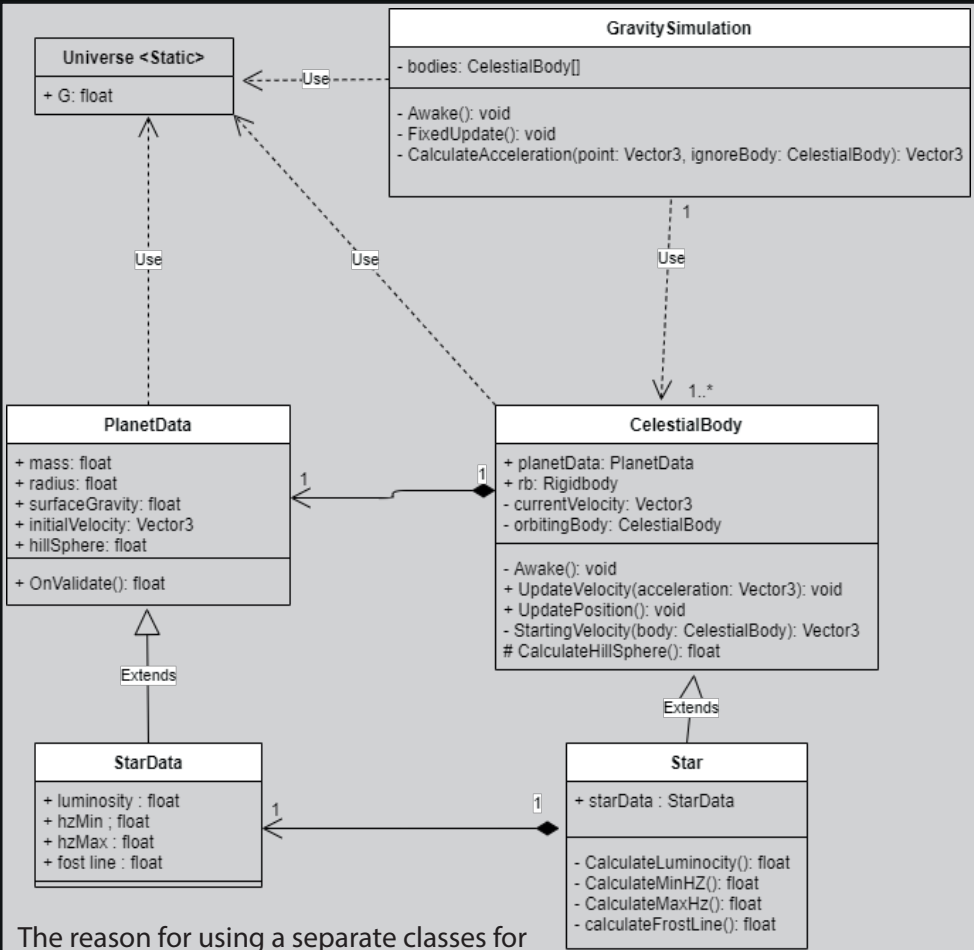 GravitySimulation
- bodies: CelestialBody[]
- Awake(): void
- FixedUpdate(): void
- CalculateAcceleration(point: Vector3, ignoreBody: CelestialBody): Vector3
Universe <Static>
+ G: float
Use
Use
Use
Use
1
1..*
PlanetData
+ mass: float
+ radius: float
+ surfaceGravity: float
+ initialVelocity: Vector3
+ hillSphere: float
+ OnValidate(): float
1
1
CelestialBody
+ planetData: PlanetData
+ rb: Rigidbody
- currentVelocity: Vector3
- orbitingBody: CelestialBody
- Awake(): void
+ UpdateVelocity(acceleration: Vector3): void
+ UpdatePosition(): void
- StartingVelocity(body: CelestialBody): Vector3
# CalculateHillSphere(): float
Extends
Extends
StarData
+ luminosity : float
+ hzMin ; float
+ hzMax : float
+ fost line : float
1
1
Star
+ starData : StarData
- CalculateLuminocity(): float
- CalculateMinHZ(): float
- CalculateMaxHz(): float
- calculateFrostLine(): float
The reason for using a separate classes for